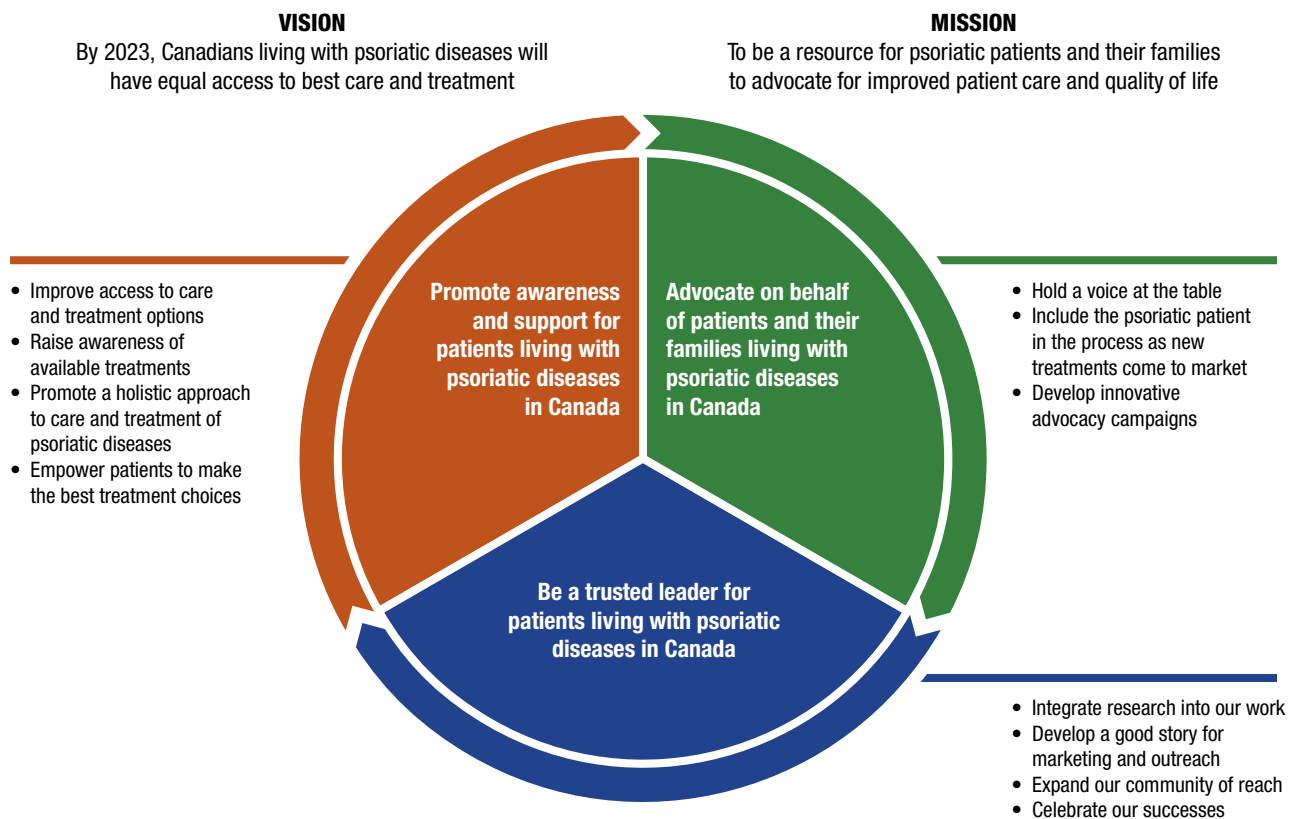 VISION
By 2023, Canadians living with psoriatic diseases will
have equal access to best care and treatment
MISSION
To be a resource for psoriatic patients and their families
to advocate for improved patient care and quality of life
Promote awareness
and support for
patients living with
psoriatic diseases
in Canada
• Improve access to care
and treatment options
• Raise awareness of
available treatments
• Promote a holistic approach
to care and treatment of
psoriatic diseases
• Empower patients to make
the best treatment choices
Advocate on behalf
of patients and their
families living with
psoriatic diseases
in Canada
• Hold a voice at the table
• Include the psoriatic patient
in the process as new
treatments come to market
• Develop innovative
advocacy campaigns
Be a trusted leader for
patients living with psoriatic
diseases in Canada
• Integrate research into our work
• Develop a good story for
marketing and outreach
• Expand our community of reach
• Celebrate our successes